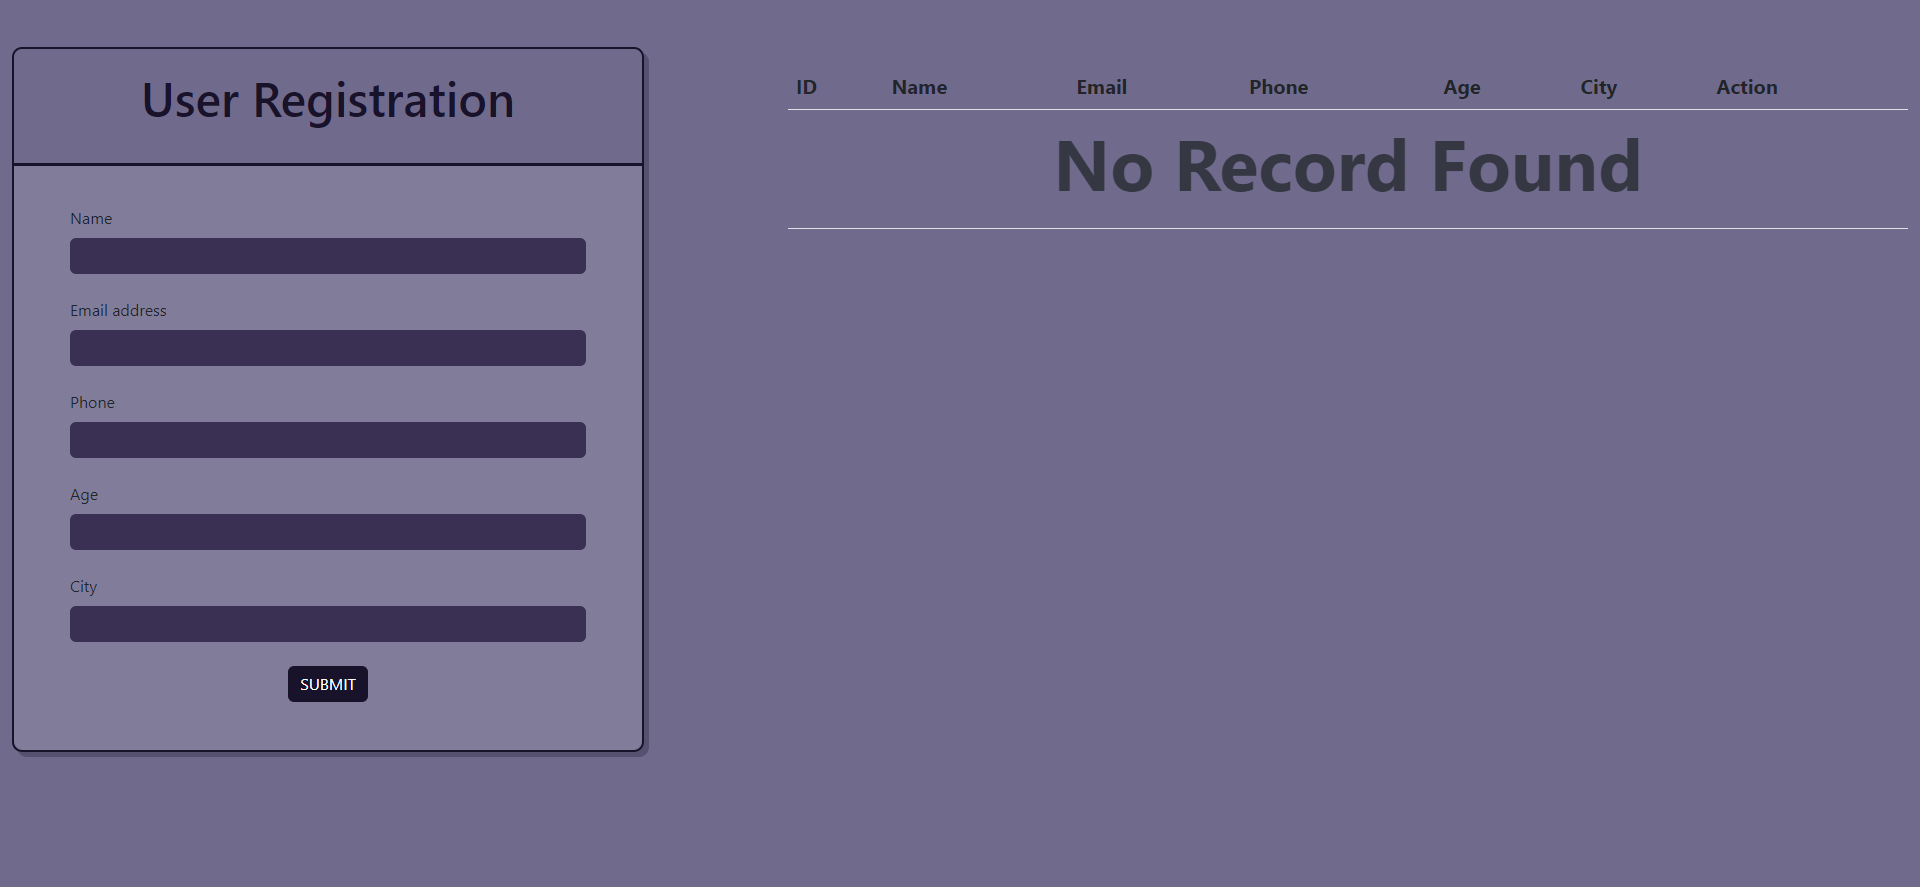 User Registration
Name
Email address
Phone
Age
City
SUBMIT
ID Name Email Phone Age City Action
No Record Found